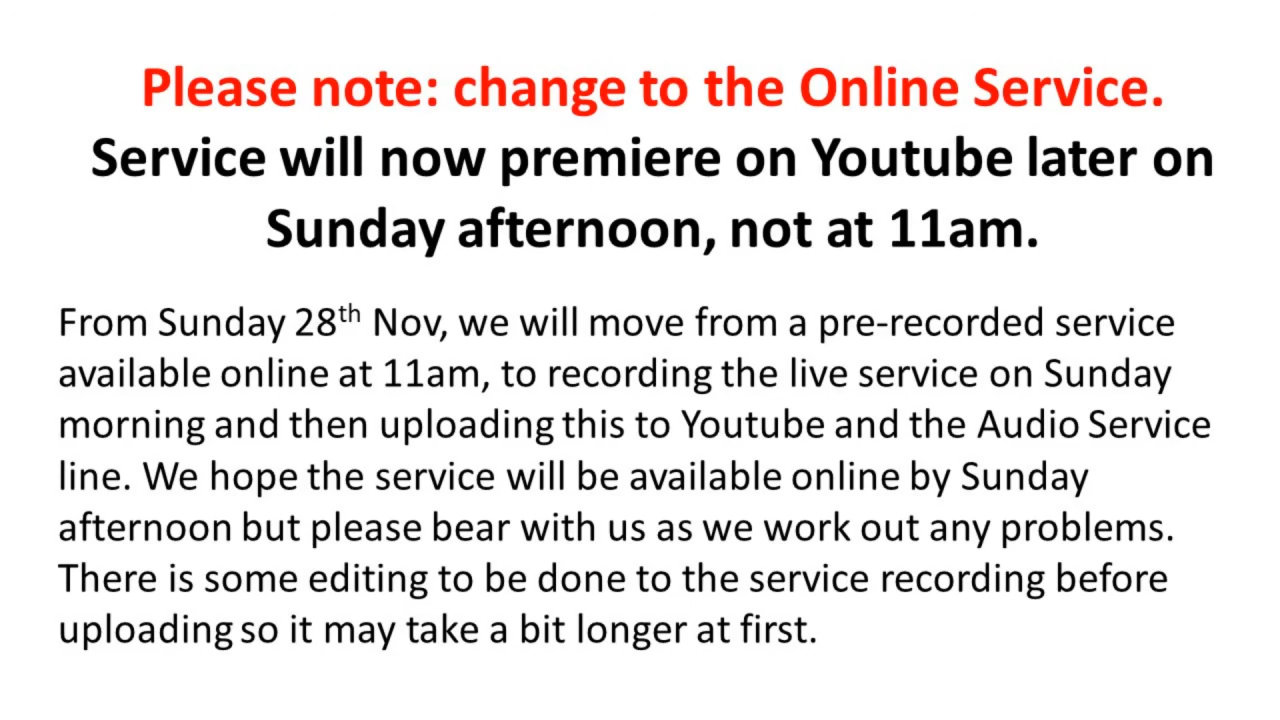 Please note: change to the Online Service.
Service will now premiere on Youtube later on
Sunday afternoon, not at 11am.
From Sunday 28th Nov, we will move from a pre-recorded service
available online at 11am, to recording the live service on Sunday
morning and then uploading this to Youtube and the Audio Service
line. We hope the service will be available online by Sunday
afternoon but please bear with us as we work out any problems.
There is some editing to be done to the service recording before
uploading so it may take a bit longer at first.